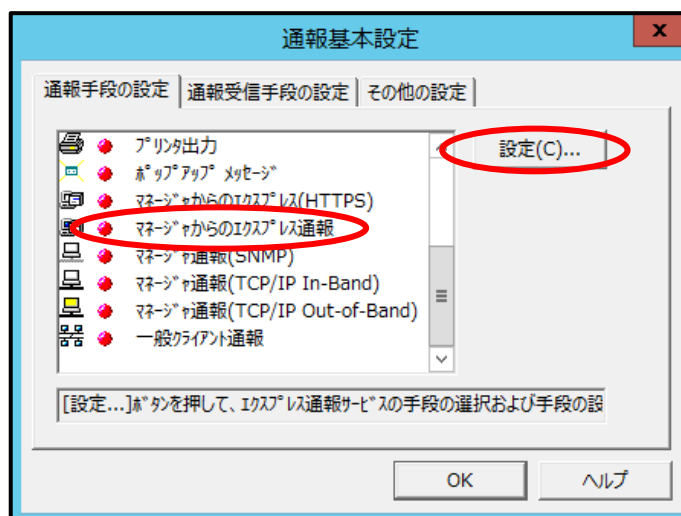 通報基本設定
x
通報手段の設定 通報受信手段の設定 その他の設定
ﾌﾟﾘﾝﾀ出力
ﾎﾟｯﾌﾟｱｯﾌﾟ ﾒｯｾｰｼﾞ
ﾏﾈｰｼﾞｬからのｴｸｽﾌﾟﾚｽ(HTTPS)
ﾏﾈｰｼﾞｬからのｴｸｽﾌﾟﾚｽ通報
ﾏﾈｰｼﾞｬ通報(SNMP)
ﾏﾈｰｼﾞｬ通報(TCP/IP In-Band)
ﾏﾈｰｼﾞｬ通報(TCP/IP Out-of-Band)
一般ｸﾗｲｱﾝﾄ通報
設定(C)...
[設定...]ﾎﾞﾀﾝを押して、ｴｸｽﾌﾟﾚｽ通報ｻｰﾋﾞｽの手段の選択および手段の設
OK
ヘルプ